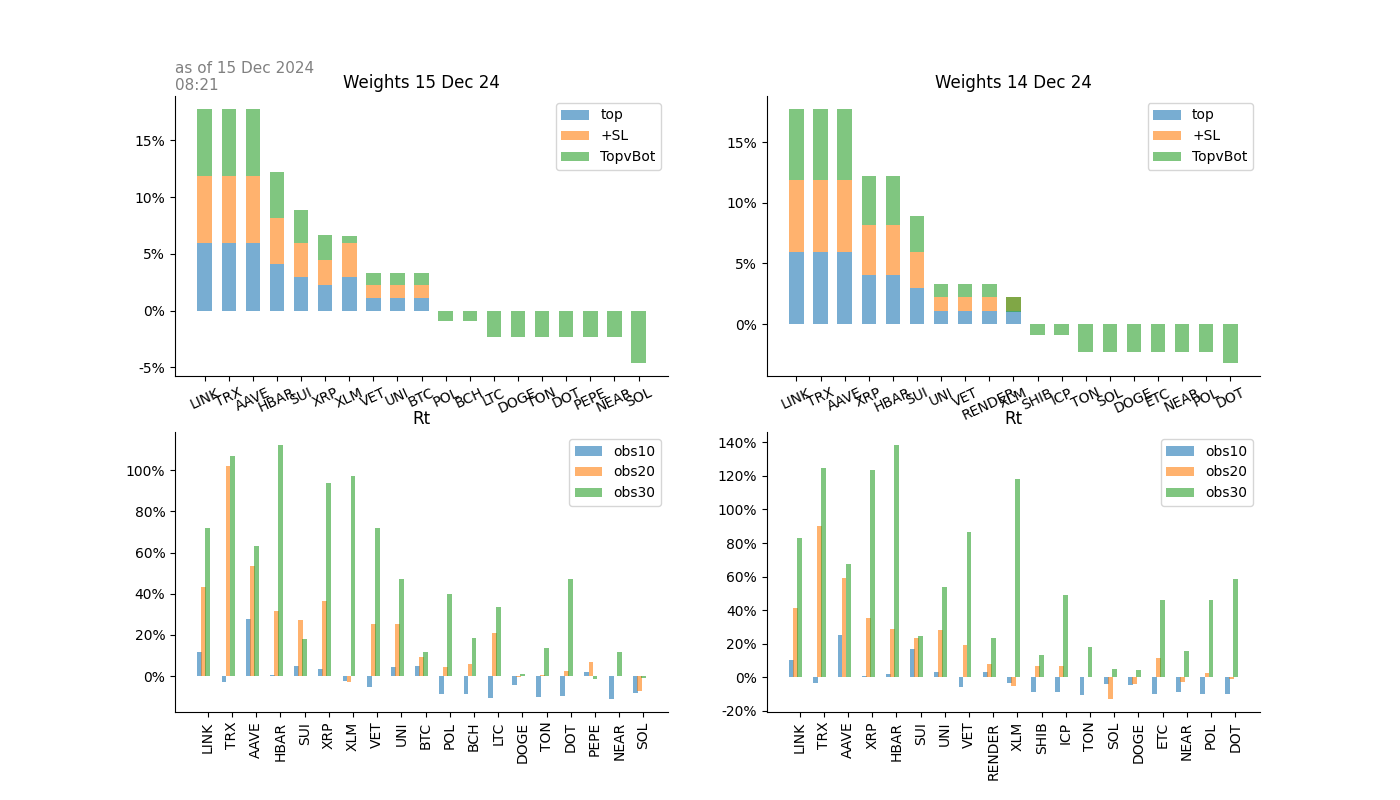 as of 15 Dec 2024
08:21
Weights 15 Dec 24
15%
10%
5%
0%
-5%
top
+SL
TopvBot
LINK TRX AAVE HBAR SUI XRP XLM VET UNI BTC POL BCH LTC DOGE TON DOT PEPE NEAR SOL
Weights 14 Dec 24
15%
10%
5%
0%
top
+SL
TopvBot
LINK TRX AAVE XRP HBAR SUI UNI VET RENDER XLM SHIB ICP TON SOL DOGE ETC NEAR POL DOT
Rt
100%
80%
60%
40%
20%
0%
obs10
obs20
obs30
LINK TRX AAVE HBAR SUI XRP XLM VET UNI BTC POL BCH LTC DOGE TON DOT PEPE NEAR SOL
Rt
140%
120%
100%
80%
60%
40%
20%
0%
-20%
obs10
obs20
obs30
LINK TRX AAVE XRP HBAR SUI UNI VET RENDER XLM SHIB ICP TON SOL DOGE ETC NEAR POL DOT